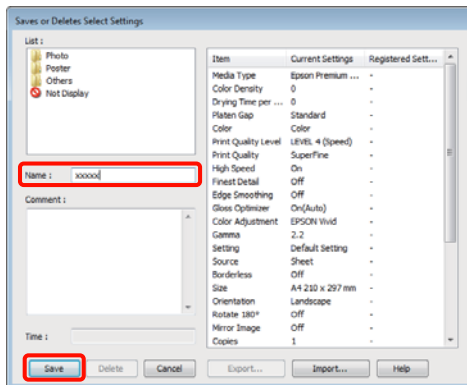 Saves or Deletes Select Settings
List :
Photo
Poster
Others
Not Display
Name : xxxxxx
Comment :
Time :
Item Current Settings Registered Sett...
Media Type Epson Premium ... -
Color Density 0 -
Drying Time per ... 0 -
Platen Gap Standard -
Color Color -
Print Quality Level LEVEL 4 (Speed) -
Print Quality SuperFine -
High Speed On -
Finest Detail Off -
Edge Smoothing Off -
Gloss Optimizer On(Auto) -
Color Adjustment EPSON Vivid -
Gamma 2.2 -
Setting Default Setting -
Source Sheet -
Borderless Off -
Size A4 210 x 297 mm -
Orientation Landscape -
Rotate 180° Off -
Mirror Image Off -
Copies 1 -
Save Delete Cancel Export... Import... Help